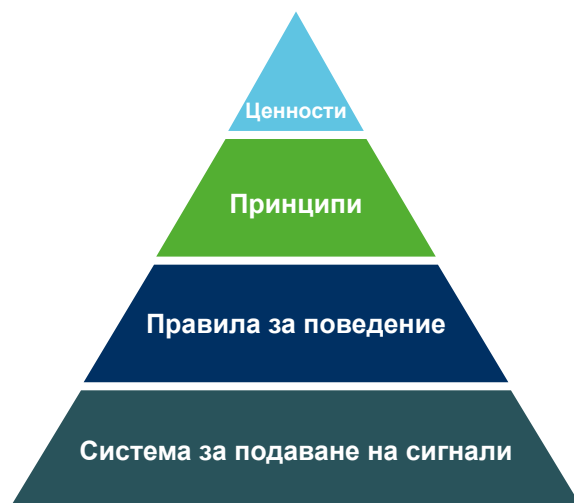 Ценности
Принципи
Правила за поведение
Система за подаване на сигнали